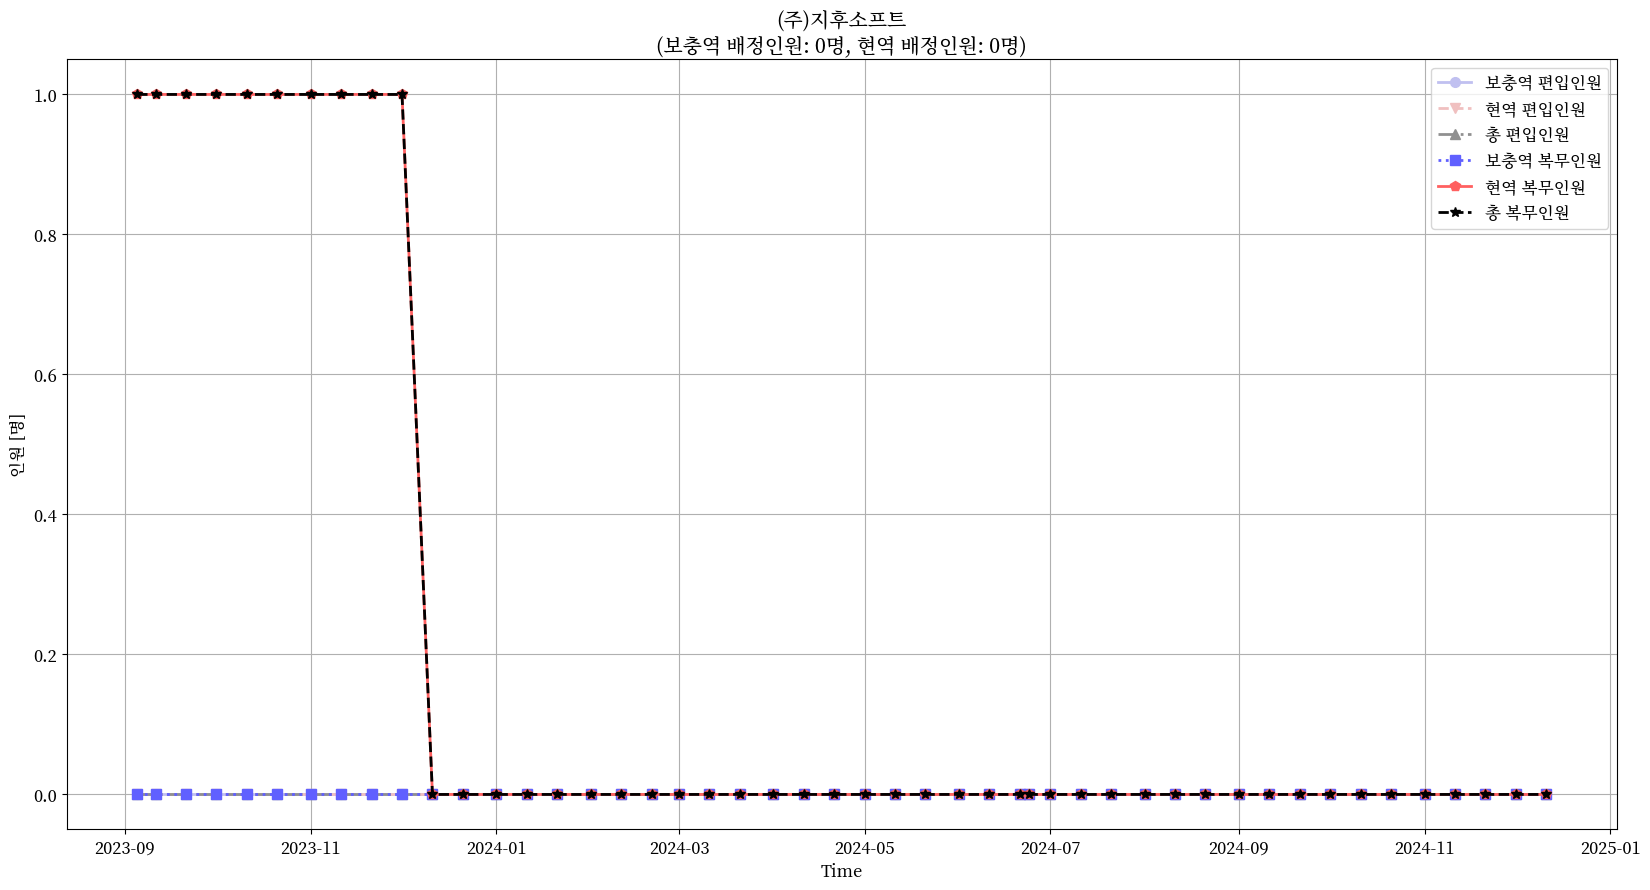 (주)지후소프트
(보충역 배정인원: 0명, 현역 배정인원: 0명)
보충역 편입인원
현역 편입인원
총 편입인원
보충역 복무인원
현역 복무인원
총 복무인원
인원 [명]
1.0
0.8
0.6
0.4
0.2
0.0
2023-09
2023-11
2024-01
2024-03
2024-05
2024-07
2024-09
2024-11
2025-01
Time